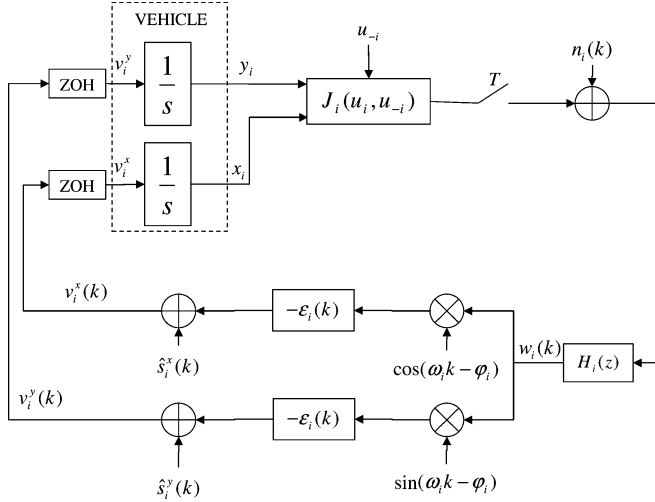 VEHICLE
u_{-i}
n_i(k)
ZOH
v_i^y
1/s
y_i
J_i(u_i, u_{-i})
T
ZOH
v_i^x
1/s
x_i
v_i^x(k)
-ε_i(k)
ŝ_i^x(k)
cos(ω_i k − φ_i)
w_i(k)
H_i(z)
v_i^y(k)
-ε_i(k)
ŝ_i^y(k)
sin(ω_i k − φ_i)